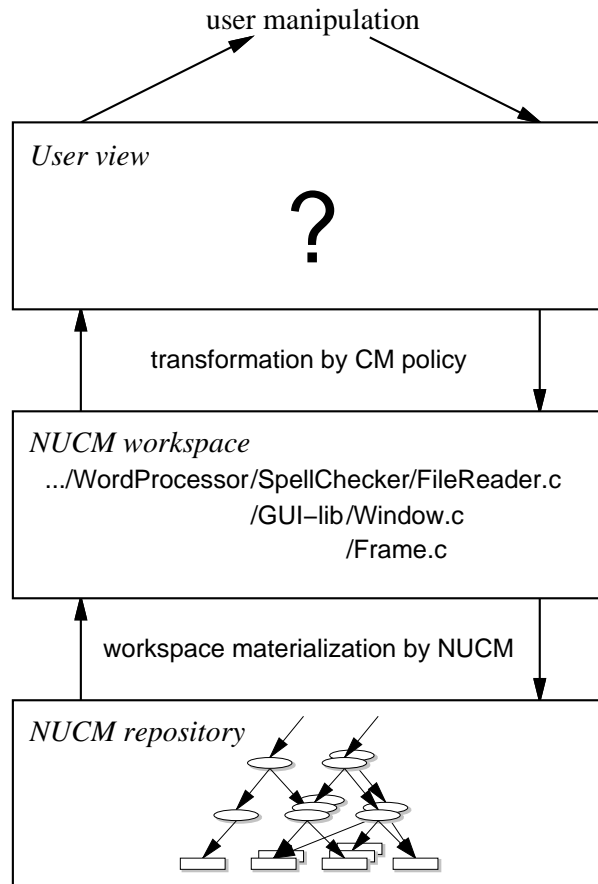 user manipulation
User view
?
transformation by CM policy
NUCM workspace
.../WordProcessor/SpellChecker/FileReader.c
/GUI−lib/Window.c
/Frame.c
workspace materialization by NUCM
NUCM repository